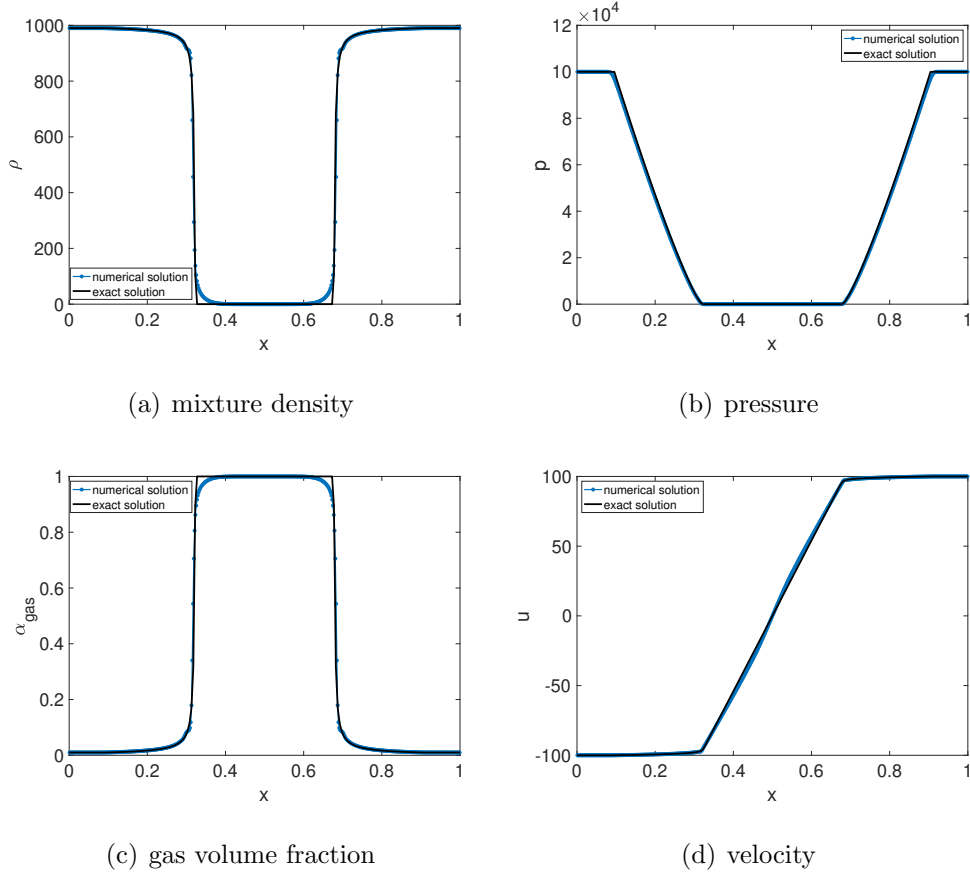 1000
800
600
400
200
0
ρ
numerical solution
exact solution
0 0.2 0.4 0.6 0.8 1
x
(a) mixture density
×10⁴
12
10
8
6
4
2
0
p
numerical solution
exact solution
0 0.2 0.4 0.6 0.8 1
x
(b) pressure
1
0.8
0.6
0.4
0.2
0
α_gas
numerical solution
exact solution
0 0.2 0.4 0.6 0.8 1
x
(c) gas volume fraction
100
50
0
-50
-100
u
numerical solution
exact solution
0 0.2 0.4 0.6 0.8 1
x
(d) velocity